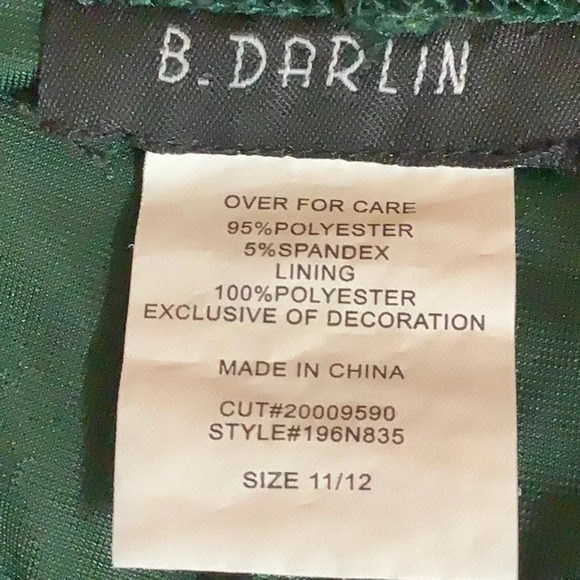 B. DARLIN
OVER FOR CARE
95%POLYESTER
5%SPANDEX
LINING
100%POLYESTER
EXCLUSIVE OF DECORATION
MADE IN CHINA
CUT#20009590
STYLE#196N835
SIZE 11/12